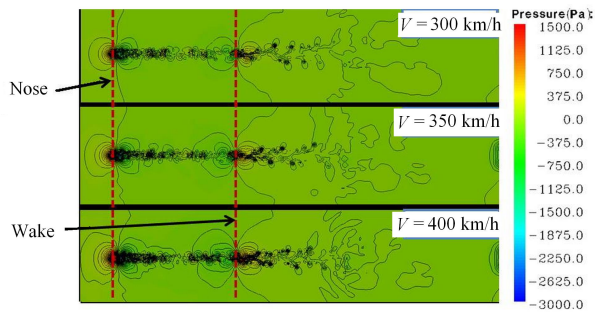 Pressure(Pa):
V = 300 km/h
Nose
V = 350 km/h
Wake
V = 400 km/h
1500.0
1125.0
750.0
375.0
0.0
−375.0
−750.0
−1125.0
−1500.0
−1875.0
−2250.0
−2625.0
−3000.0